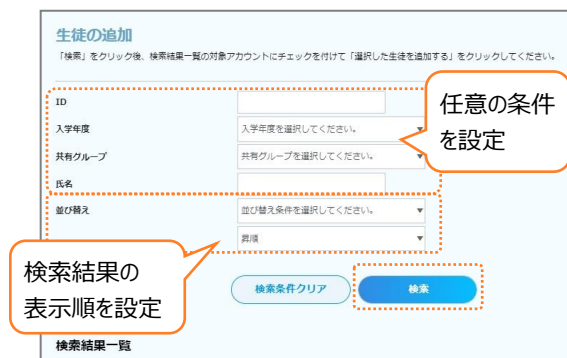 生徒の追加
「検索」をクリック後、検索結果一覧の対象アカウントにチェックを付けて「選択した生徒を追加する」をクリックしてください。
ID
任意の条件
を設定
入学年度
入学年度を選択してください。
共有グループ
共有グループを選択してください。
氏名
並び替え
並び替え条件を選択してください。
昇順
検索結果の
表示順を設定
検索条件クリア
検索
検索結果一覧